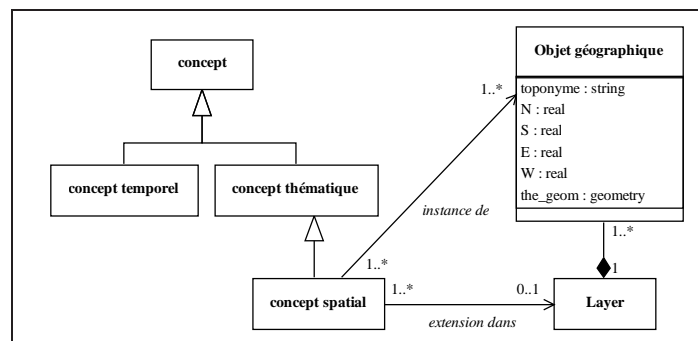 Objet géographique
concept
1..*
toponyme : string
N : real
S : real
E : real
W : real
the_geom : geometry
concept temporel
concept thématique
instance de
1..*
1..*
1
concept spatial
1..*
0..1
Layer
extension dans